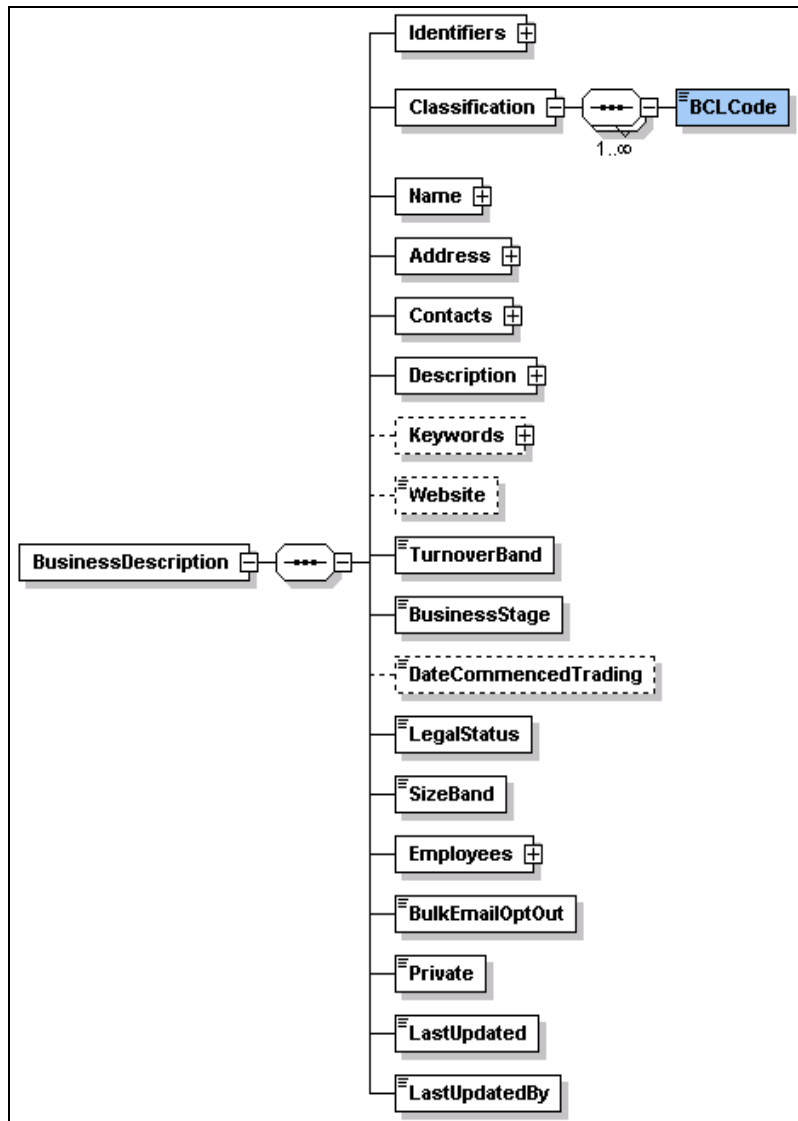 Identifiers
Classification
BCLCode
1..∞
Name
Address
Contacts
Description
Keywords
Website
BusinessDescription
TurnoverBand
BusinessStage
DateCommencedTrading
LegalStatus
SizeBand
Employees
BulkEmailOptOut
Private
LastUpdated
LastUpdatedBy